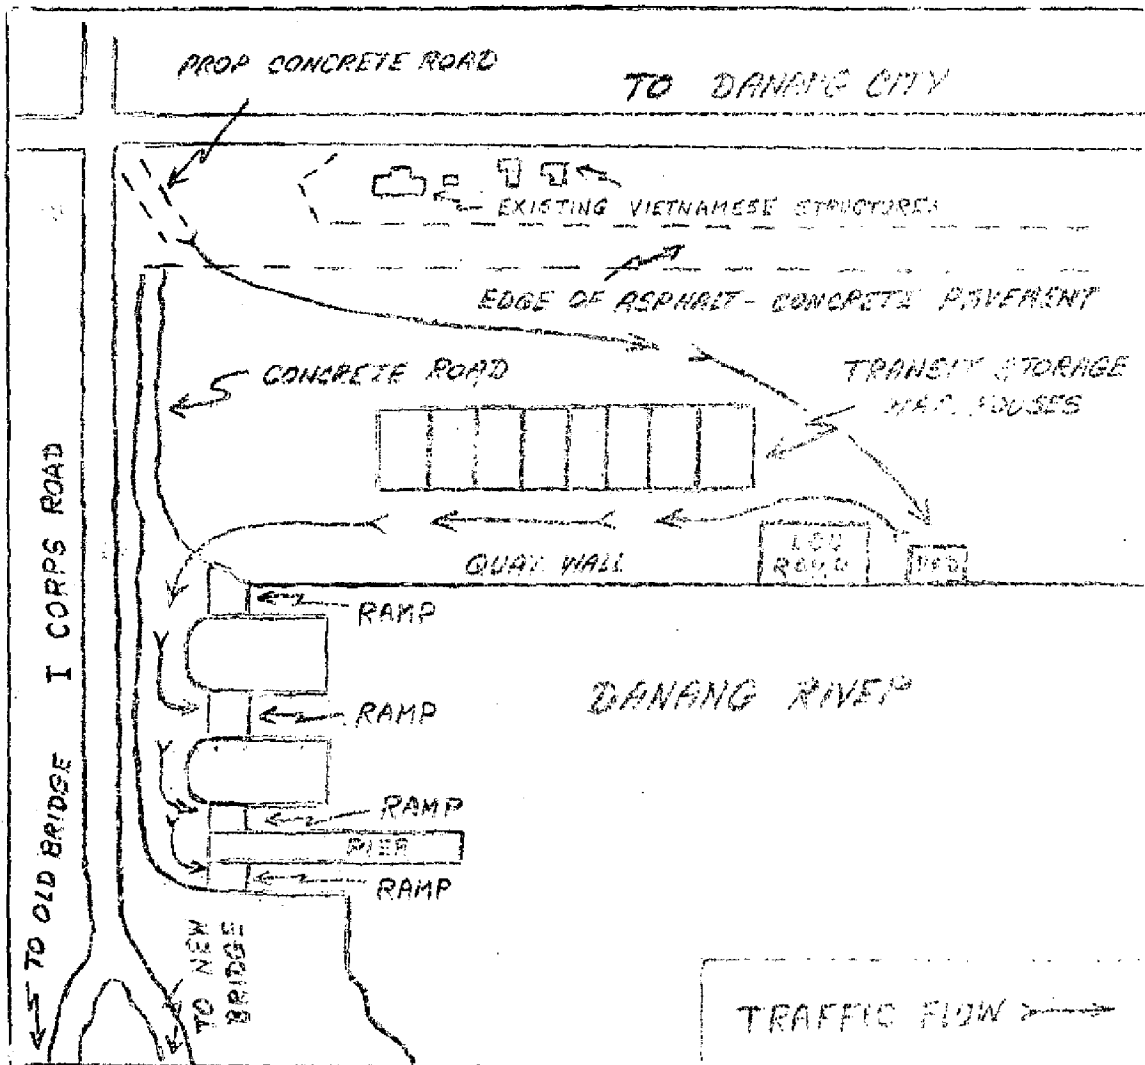 PROP CONCRETE ROAD
TO DANANG CITY
EXISTING VIETNAMESE STRUCTURES
EDGE OF ASPHALT-CONCRETE PAVEMENT
CONCRETE ROAD
TRANSIT STORAGE
I CORPS ROAD
QUAY WALL
RAMP
DANANG RIVER
RAMP
RAMP
PIER
RAMP
TO OLD BRIDGE
TO NEW
BRIDGE
TRAFFIC FLOW